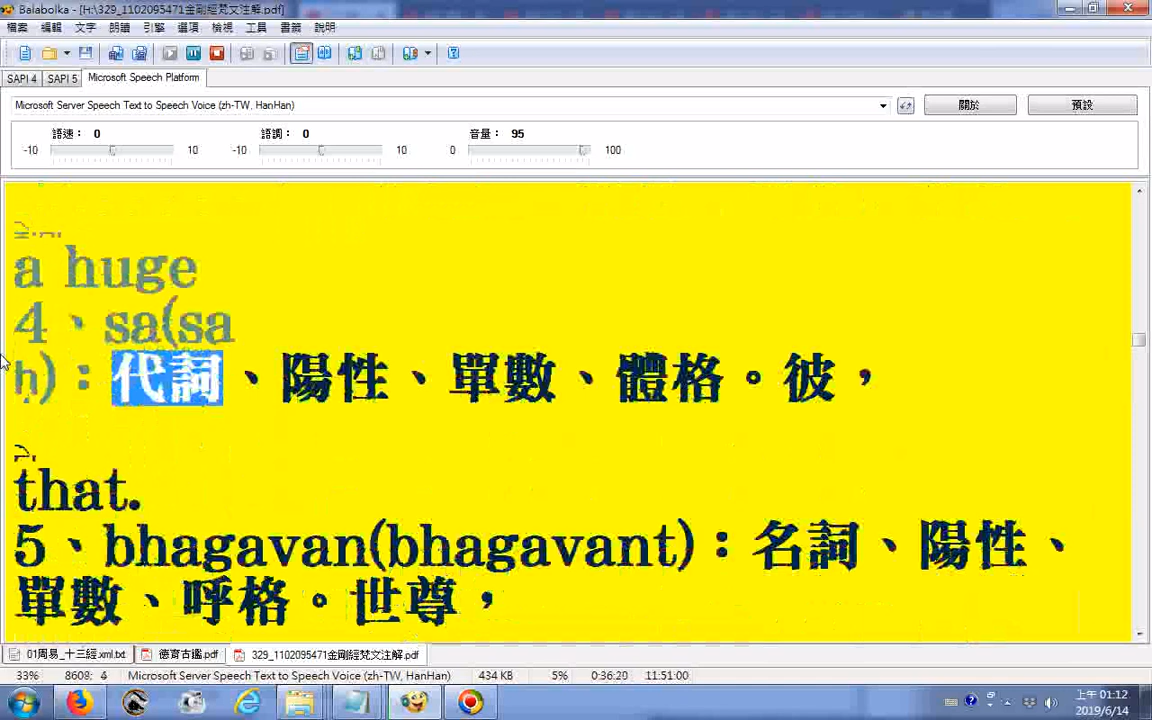 Balabolka - [H:\329_1102095471金剛經梵文注解.pdf]
檔案 編輯 文字 朗讀 引擎 選項 檢視 工具 書籤 說明
SAPI 4 SAPI 5 Microsoft Speech Platform
Microsoft Server Speech Text to Speech Voice (zh-TW, HanHan) 關於 預設
語速： 0 語調： 0 音量： 95
-10 10 -10 10 0 100
a huge
4、sa(sa
ḥ)：代詞、陽性、單數、體格。彼，
that.
5、bhagavan(bhagavant)：名詞、陽性、
單數、呼格。世尊，
01周易_十三經.xml.txt 德育古鑑.pdf 329_1102095471金剛經梵文注解.pdf
33% 8608: 4 Microsoft Server Speech Text to Speech Voice (zh-TW, HanHan) 434 KB 5% 0:36:20 11:51:00
上午 01:12
2019/6/14